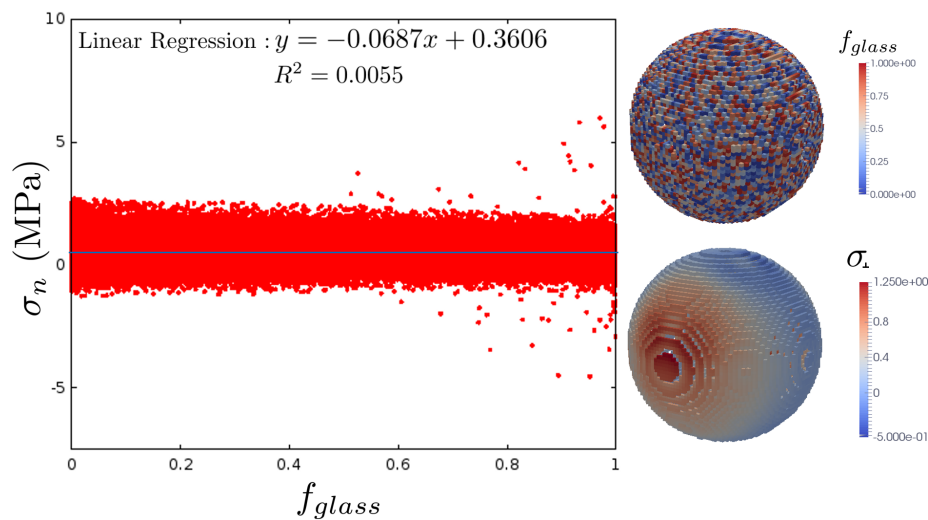 Linear Regression : y = −0.0687x + 0.3606
R² = 0.0055
10
5
0
-5
0 0.2 0.4 0.6 0.8 1
σₙ (MPa)
f_glass
f_glass
1.000e+00
0.75
0.5
0.25
0.000e+00
σ⊥
1.250e+00
0.8
0.4
0
-5.000e-01